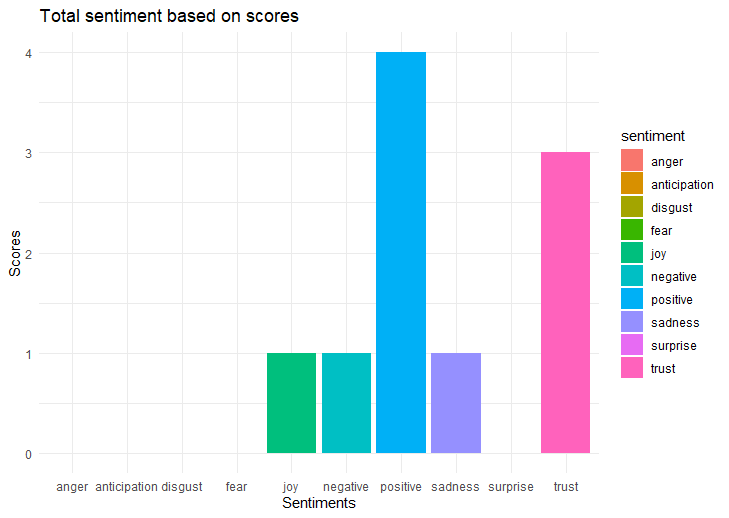 Total sentiment based on scores
4
3
2
1
0
Scores
anger anticipation disgust fear joy negative positive sadness surprise trust
Sentiments
sentiment
anger
anticipation
disgust
fear
joy
negative
positive
sadness
surprise
trust